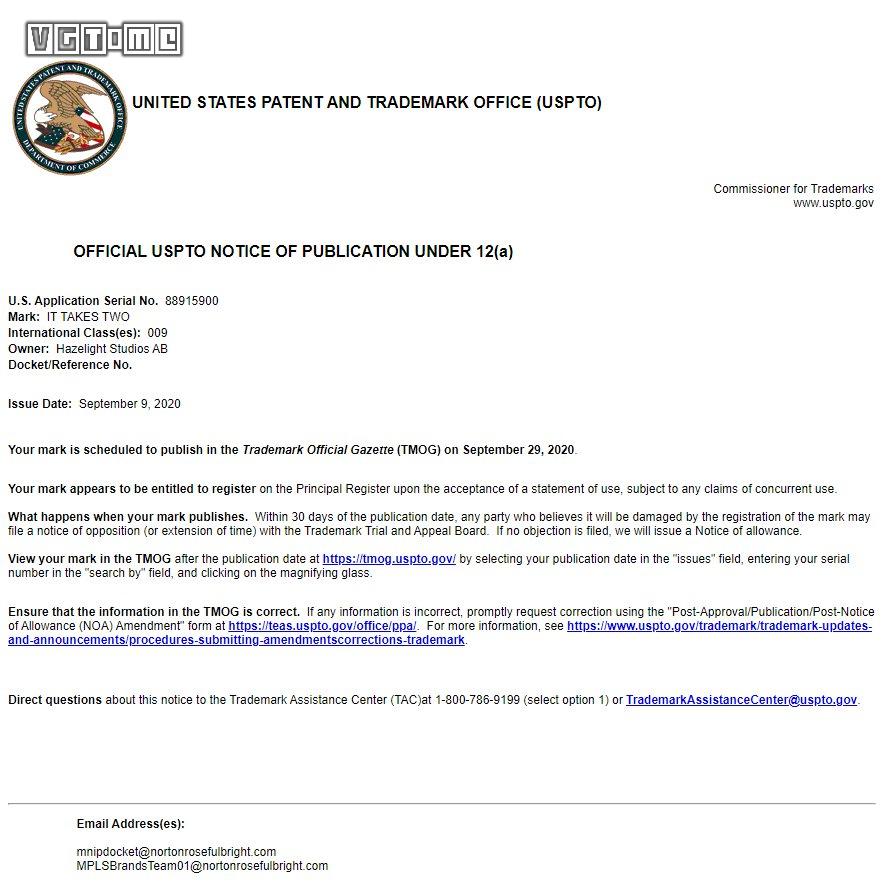 VGTIME
UNITED STATES PATENT AND TRADEMARK OFFICE
DEPARTMENT OF COMMERCE
UNITED STATES PATENT AND TRADEMARK OFFICE (USPTO)
Commissioner for Trademarks
www.uspto.gov
OFFICIAL USPTO NOTICE OF PUBLICATION UNDER 12(a)
U.S. Application Serial No. 88915900
Mark: IT TAKES TWO
International Class(es): 009
Owner: Hazelight Studios AB
Docket/Reference No.
Issue Date: September 9, 2020
Your mark is scheduled to publish in the Trademark Official Gazette (TMOG) on September 29, 2020.
Your mark appears to be entitled to register on the Principal Register upon the acceptance of a statement of use, subject to any claims of concurrent use.
What happens when your mark publishes. Within 30 days of the publication date, any party who believes it will be damaged by the registration of the mark may
file a notice of opposition (or extension of time) with the Trademark Trial and Appeal Board. If no objection is filed, we will issue a Notice of allowance.
View your mark in the TMOG after the publication date at https://tmog.uspto.gov/ by selecting your publication date in the "issues" field, entering your serial
number in the "search by" field, and clicking on the magnifying glass.
Ensure that the information in the TMOG is correct. If any information is incorrect, promptly request correction using the "Post-Approval/Publication/Post-Notice
of Allowance (NOA) Amendment" form at https://teas.uspto.gov/office/ppa/. For more information, see https://www.uspto.gov/trademark/trademark-updates-
and-announcements/procedures-submitting-amendmentscorrections-trademark.
Direct questions about this notice to the Trademark Assistance Center (TAC)at 1-800-786-9199 (select option 1) or TrademarkAssistanceCenter@uspto.gov.
Email Address(es):
mnipdocket@nortonrosefulbright.com
MPLSBrandsTeam01@nortonrosefulbright.com